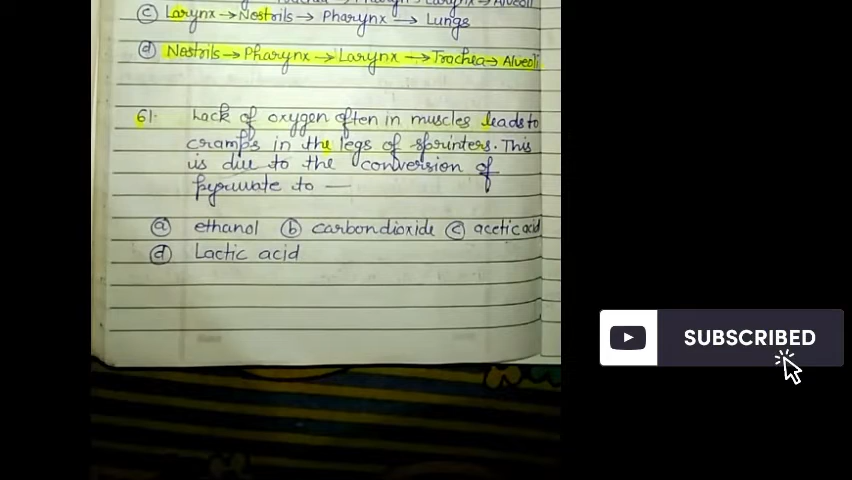 (c) Larynx → Nostrils → Pharynx → Lungs
(d) Nostrils → Pharynx → Larynx → Trachea → Alveoli
61. Lack of oxygen often in muscles leads to
cramps in the legs of sprinters. This
is due to the conversion of
pyruvate to —
(a) ethanol (b) carbondioxide (c) acetic acid
(d) Lactic acid
SUBSCRIBED